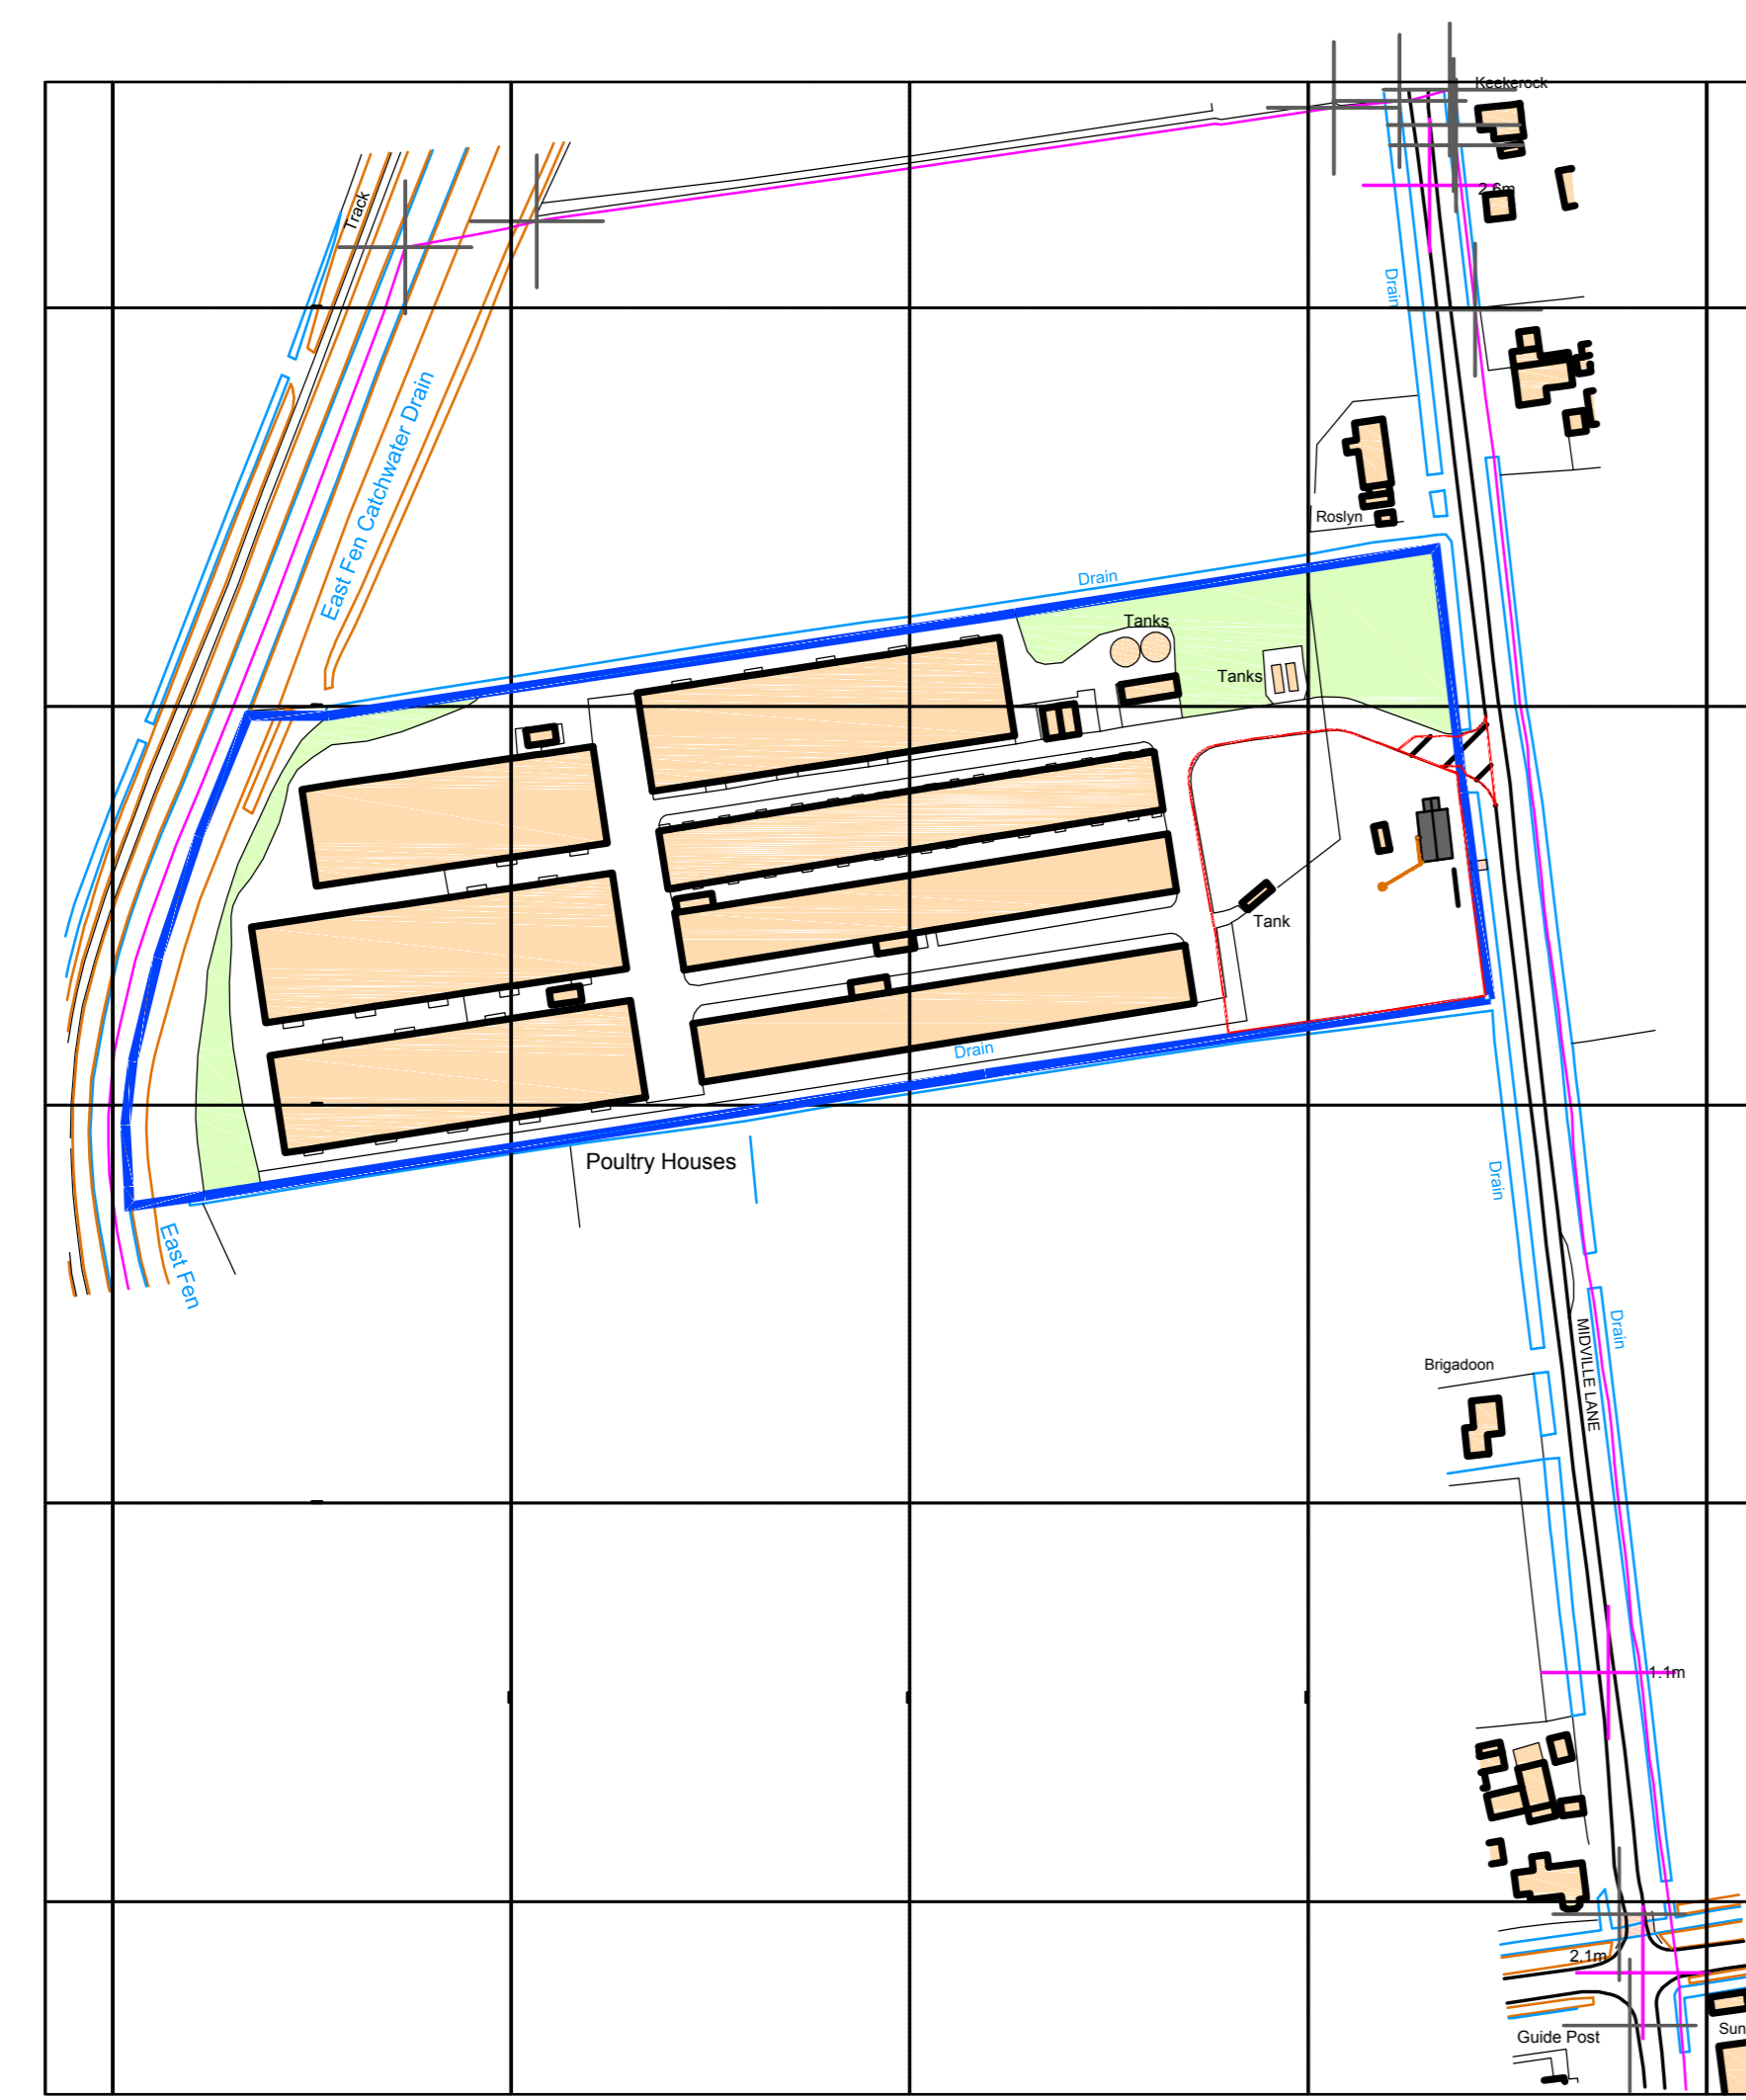 Keekerock
2.6m
Track
Drain
East Fen Catchwater Drain
Roslyn
Drain
Tanks
Tanks
Tank
Drain
Poultry Houses
Drain
East Fen
Drain
MIDVILLE LANE
Brigadoon
1.1m
2.1m
Guide Post
Sun